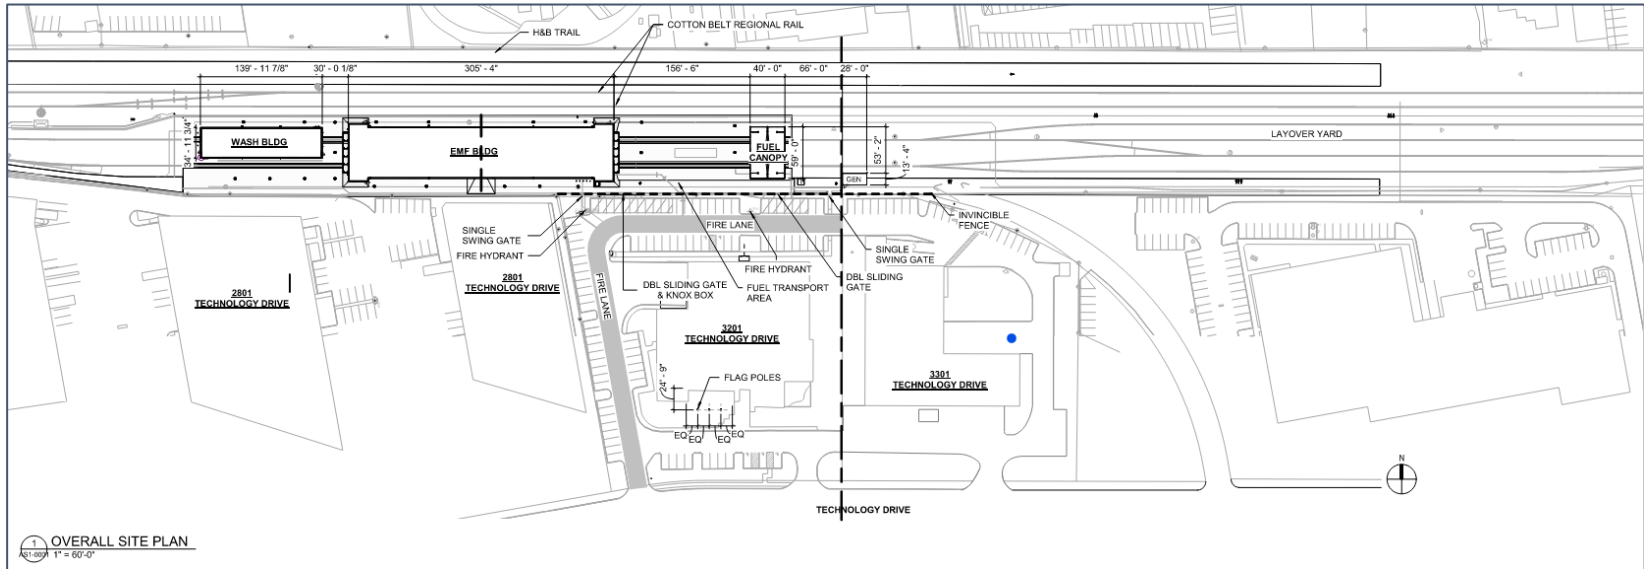 COTTON BELT REGIONAL RAIL
H&B TRAIL
139' - 11 7/8"
30' - 0 1/8"
305' - 4"
156' - 6"
40' - 0"
66' - 0"
28' - 0"
34' - 11 3/4"
WASH BLDG
EMF BLDG
FUEL
CANOPY
59' - 0"
53' - 2"
13' - 4"
LAYOVER YARD
GEN
INVINCIBLE
FENCE
SINGLE
SWING GATE
FIRE HYDRANT
FIRE LANE
SINGLE
SWING GATE
FIRE HYDRANT
DBL SLIDING
GATE
FIRE LANE
DBL SLIDING GATE
& KNOX BOX
FUEL TRANSPORT
AREA
2801
TECHNOLOGY DRIVE
2801
TECHNOLOGY DRIVE
3201
TECHNOLOGY DRIVE
3301
TECHNOLOGY DRIVE
24' - 9"
FLAG POLES
EQ
EQ
EQ
EQ
N
TECHNOLOGY DRIVE
1
OVERALL SITE PLAN
AS1-0001
1" = 60'-0"